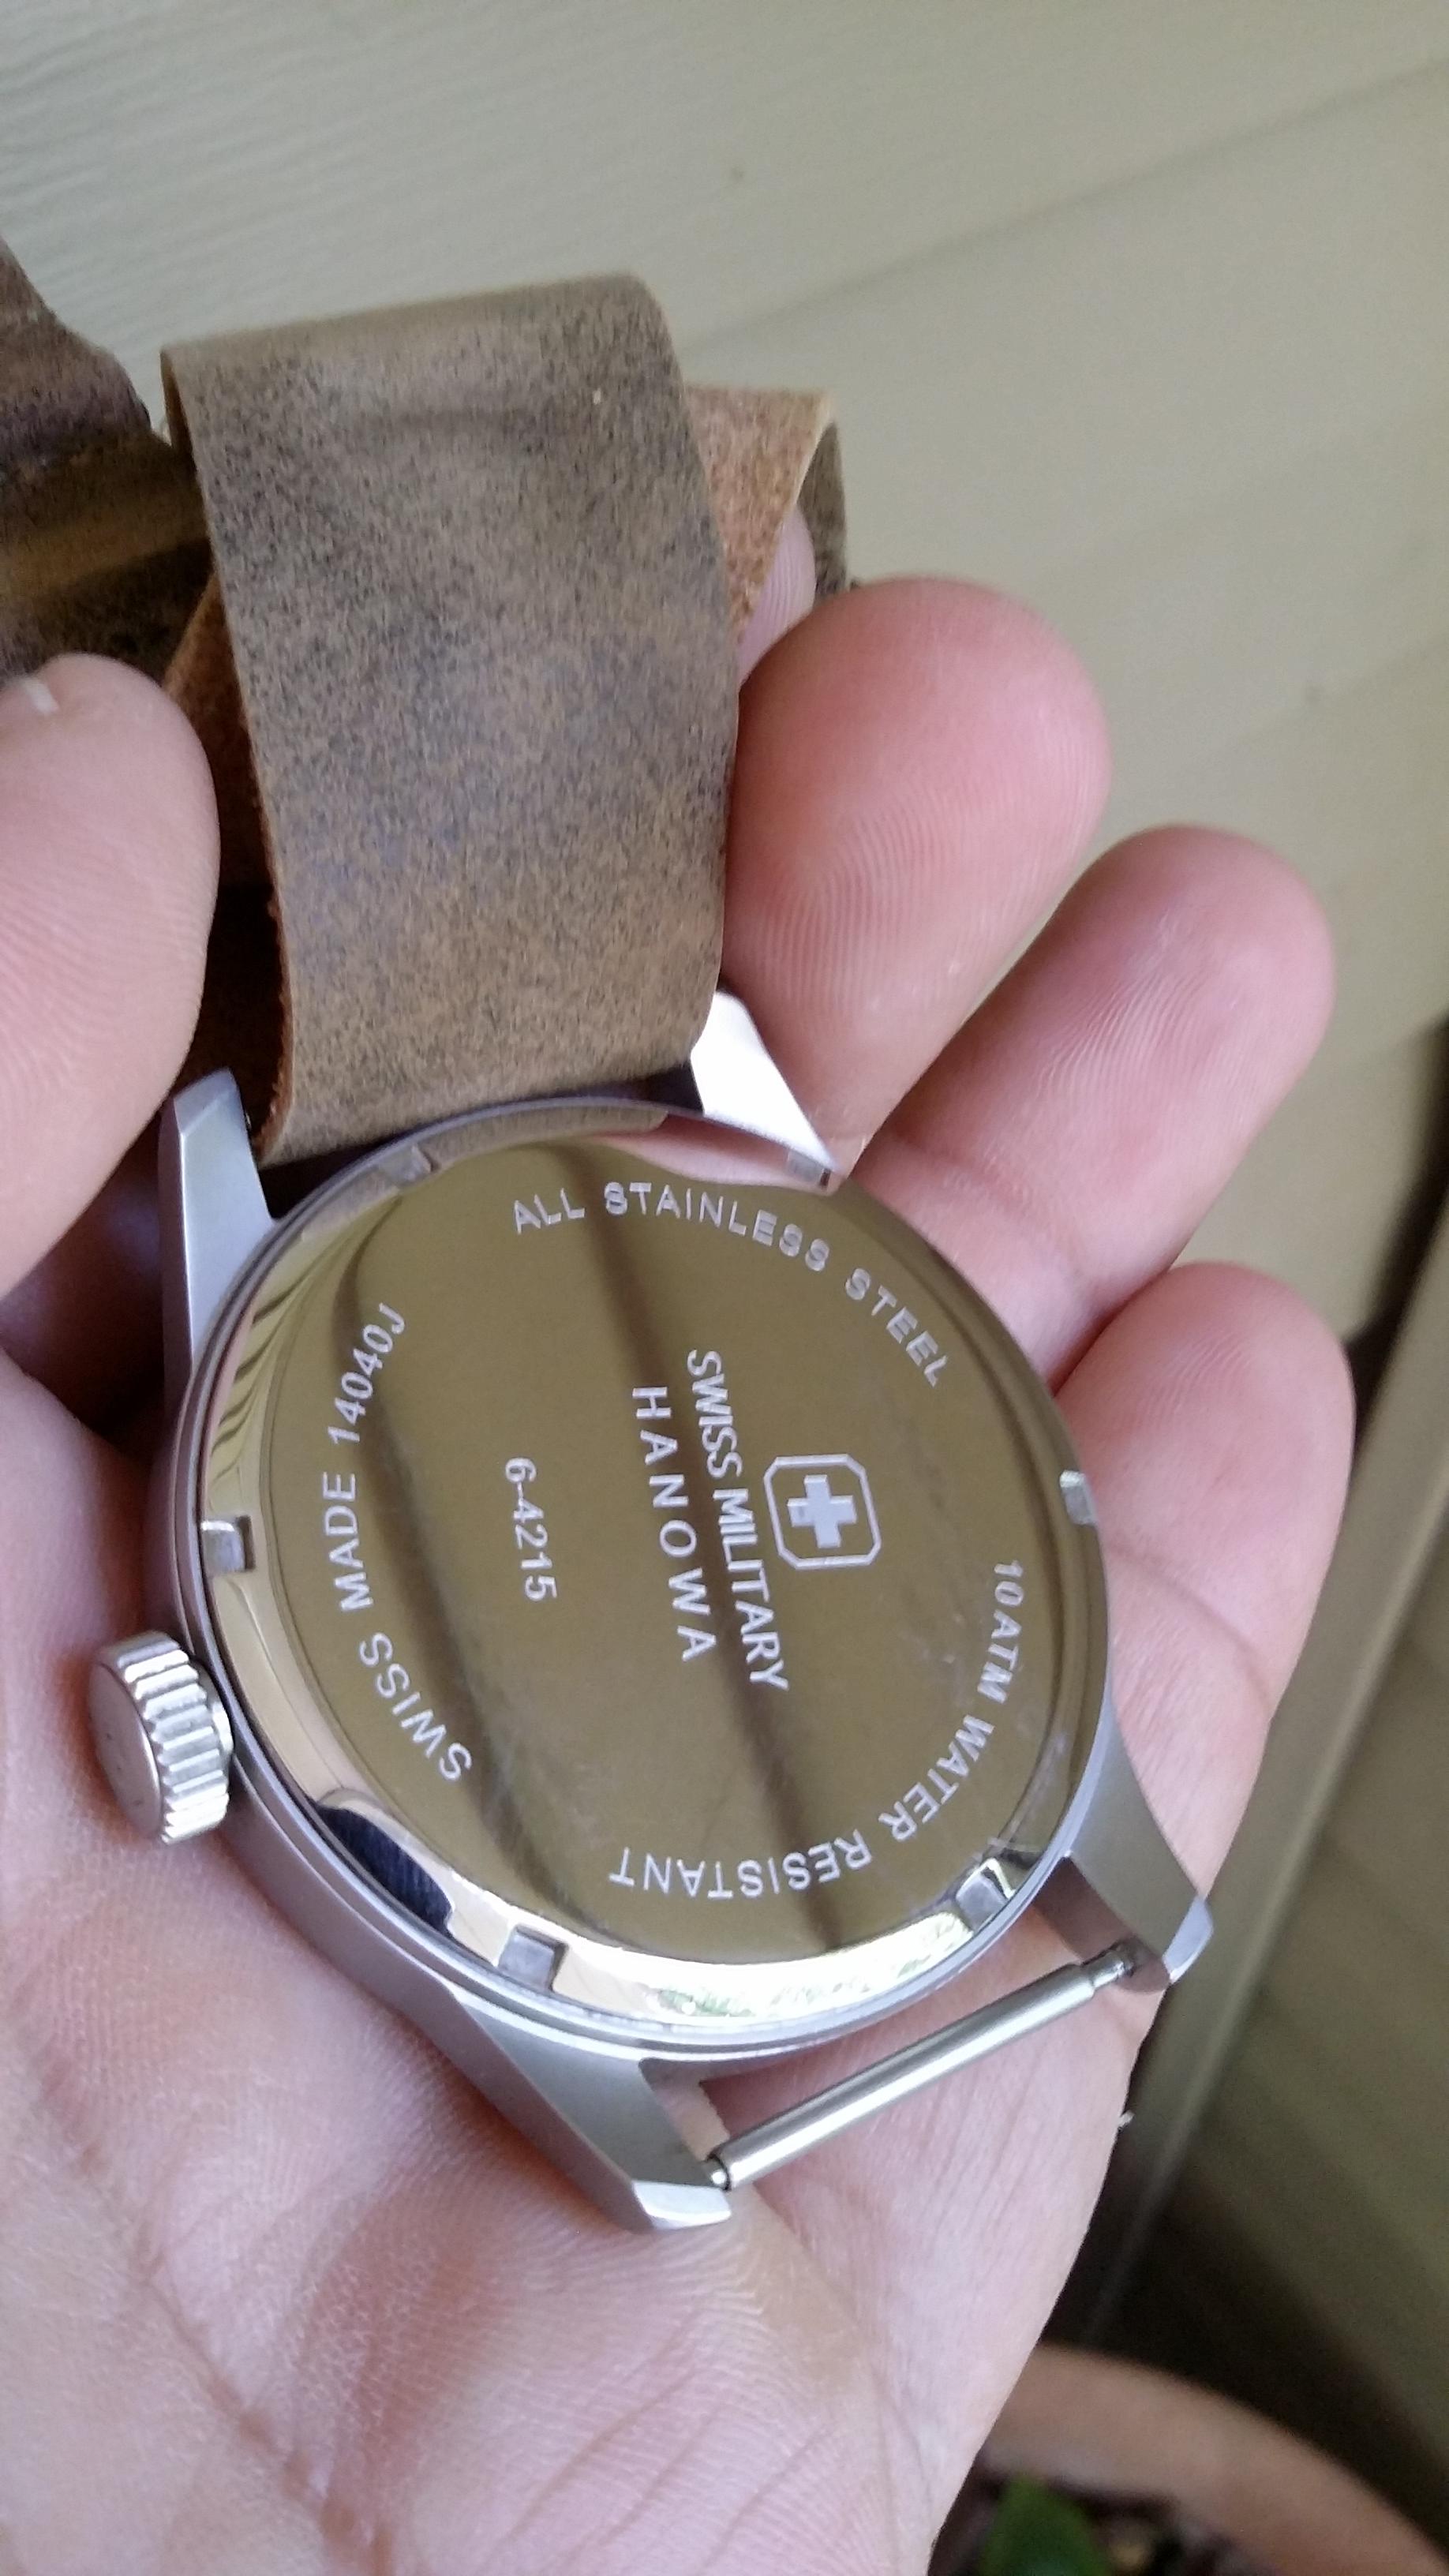 ALL STAINLESS STEEL
SWISS MILITARY
HANOWA
6-4215
10ATM WATER RESISTANT
SWISS MADE 14040J